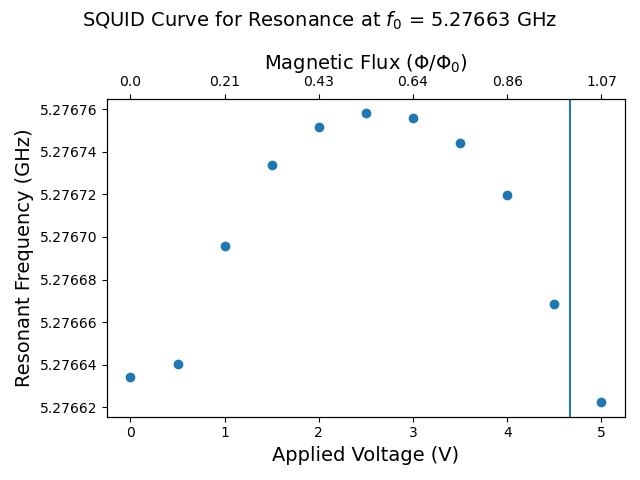 SQUID Curve for Resonance at f₀ = 5.27663 GHz
Magnetic Flux (Φ/Φ₀)
0.0 0.21 0.43 0.64 0.86 1.07
5.27676
5.27674
5.27672
5.27670
5.27668
5.27666
5.27664
5.27662
Resonant Frequency (GHz)
0 1 2 3 4 5
Applied Voltage (V)